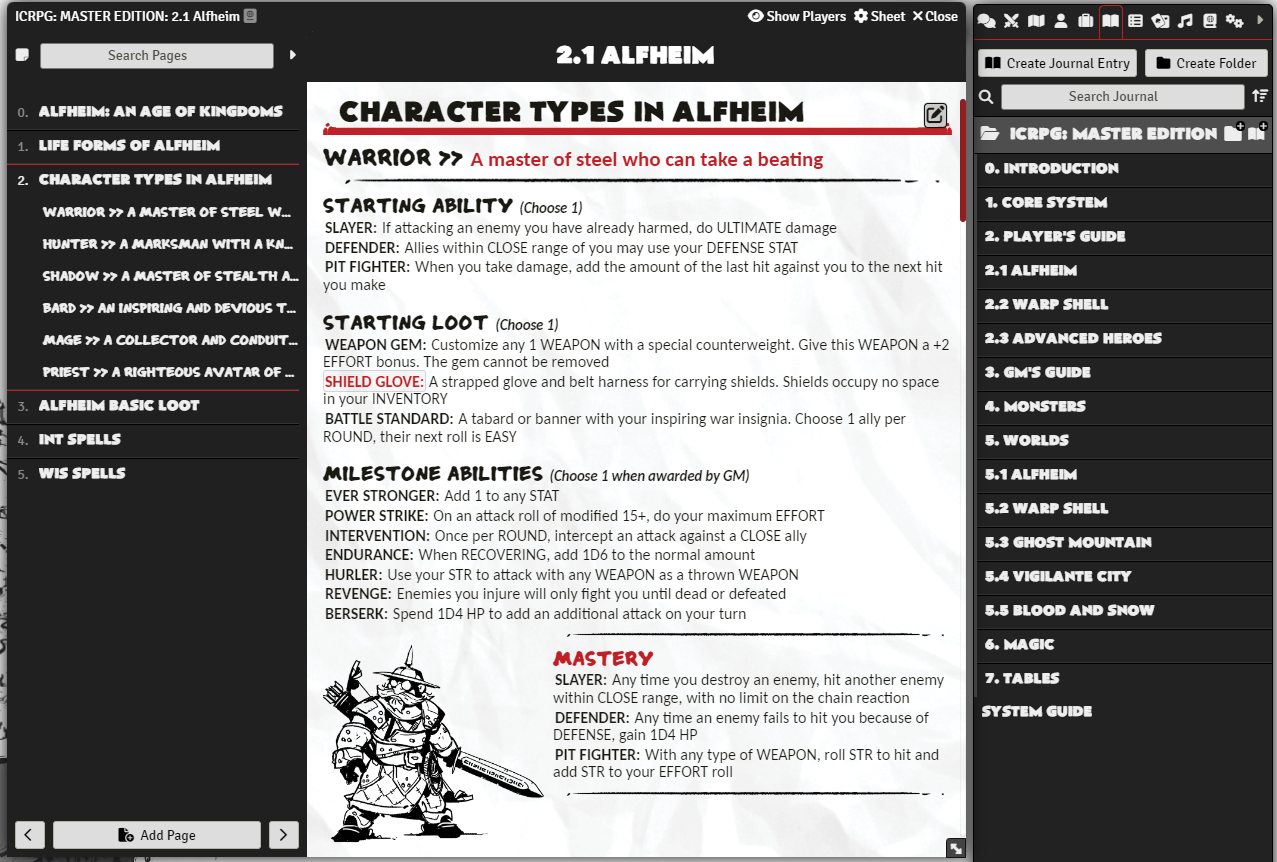 ICRPG: MASTER EDITION: 2.1 Alfheim
Show Players Sheet Close
Search Pages
0. ALFHEIM: AN AGE OF KINGDOMS
1. LIFE FORMS OF ALFHEIM
2. CHARACTER TYPES IN ALFHEIM
WARRIOR >> A MASTER OF STEEL W...
HUNTER >> A MARKSMAN WITH A KN...
SHADOW >> A MASTER OF STEALTH A...
BARD >> AN INSPIRING AND DEVIOUS T...
MAGE >> A COLLECTOR AND CONDUIT...
PRIEST >> A RIGHTEOUS AVATAR OF ...
3. ALFHEIM BASIC LOOT
4. INT SPELLS
5. WIS SPELLS
Add Page
2.1 ALFHEIM
CHARACTER TYPES IN ALFHEIM
WARRIOR >> A master of steel who can take a beating
STARTING ABILITY (Choose 1)
SLAYER: If attacking an enemy you have already harmed, do ULTIMATE damage
DEFENDER: Allies within CLOSE range of you may use your DEFENSE STAT
PIT FIGHTER: When you take damage, add the amount of the last hit against you to the next hit
you make
STARTING LOOT (Choose 1)
WEAPON GEM: Customize any 1 WEAPON with a special counterweight. Give this WEAPON a +2
EFFORT bonus. The gem cannot be removed
SHIELD GLOVE: A strapped glove and belt harness for carrying shields. Shields occupy no space
in your INVENTORY
BATTLE STANDARD: A tabard or banner with your inspiring war insignia. Choose 1 ally per
ROUND, their next roll is EASY
MILESTONE ABILITIES (Choose 1 when awarded by GM)
EVER STRONGER: Add 1 to any STAT
POWER STRIKE: On an attack roll of modified 15+, do your maximum EFFORT
INTERVENTION: Once per ROUND, intercept an attack against a CLOSE ally
ENDURANCE: When RECOVERING, add 1D6 to the normal amount
HURLER: Use your STR to attack with any WEAPON as a thrown WEAPON
REVENGE: Enemies you injure will only fight you until dead or defeated
BERSERK: Spend 1D4 HP to add an additional attack on your turn
MASTERY
SLAYER: Any time you destroy an enemy, hit another enemy
within CLOSE range, with no limit on the chain reaction
DEFENDER: Any time an enemy fails to hit you because of
DEFENSE, gain 1D4 HP
PIT FIGHTER: With any type of WEAPON, roll STR to hit and
add STR to your EFFORT roll
Create Journal Entry
Create Folder
Search Journal
ICRPG: MASTER EDITION
0. INTRODUCTION
1. CORE SYSTEM
2. PLAYER'S GUIDE
2.1 ALFHEIM
2.2 WARP SHELL
2.3 ADVANCED HEROES
3. GM'S GUIDE
4. MONSTERS
5. WORLDS
5.1 ALFHEIM
5.2 WARP SHELL
5.3 GHOST MOUNTAIN
5.4 VIGILANTE CITY
5.5 BLOOD AND SNOW
6. MAGIC
7. TABLES
SYSTEM GUIDE